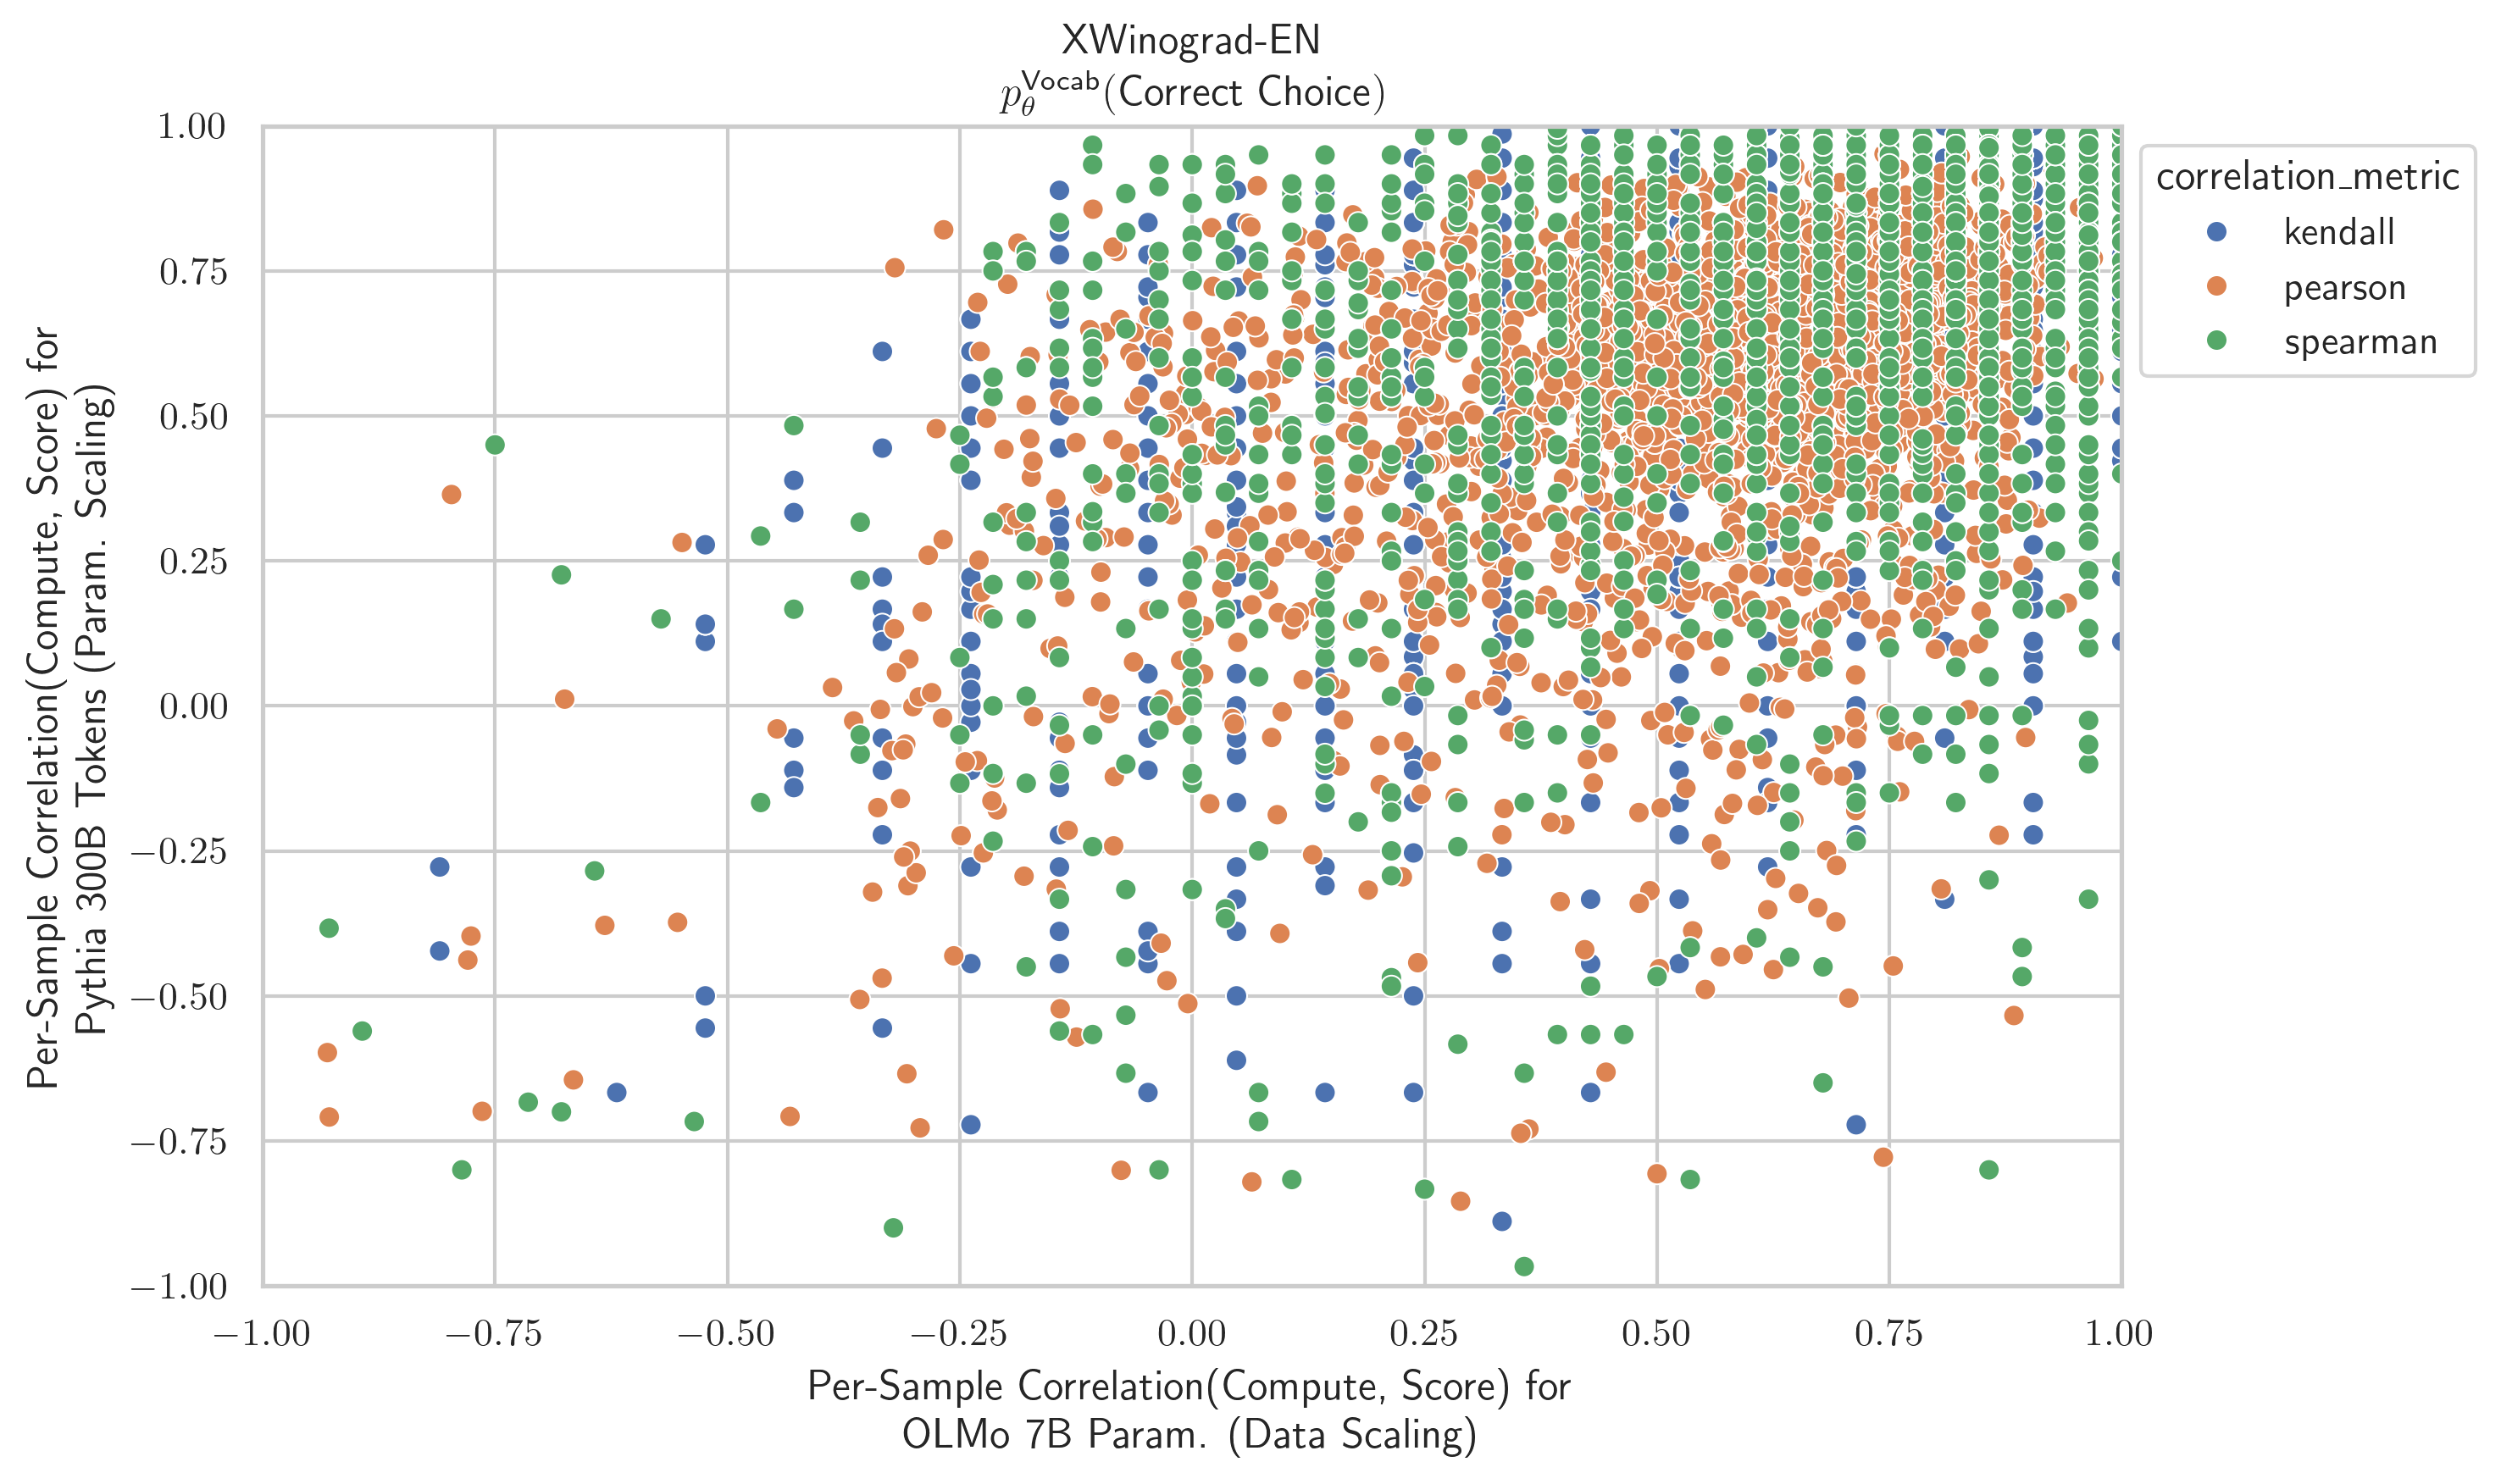 XWinograd-EN
p_θ^Vocab(Correct Choice)
Per-Sample Correlation(Compute, Score) for
Pythia 300B Tokens (Param. Scaling)
1.00
0.75
0.50
0.25
0.00
−0.25
−0.50
−0.75
−1.00
−1.00 −0.75 −0.50 −0.25 0.00 0.25 0.50 0.75 1.00
Per-Sample Correlation(Compute, Score) for
OLMo 7B Param. (Data Scaling)
correlation_metric
kendall
pearson
spearman